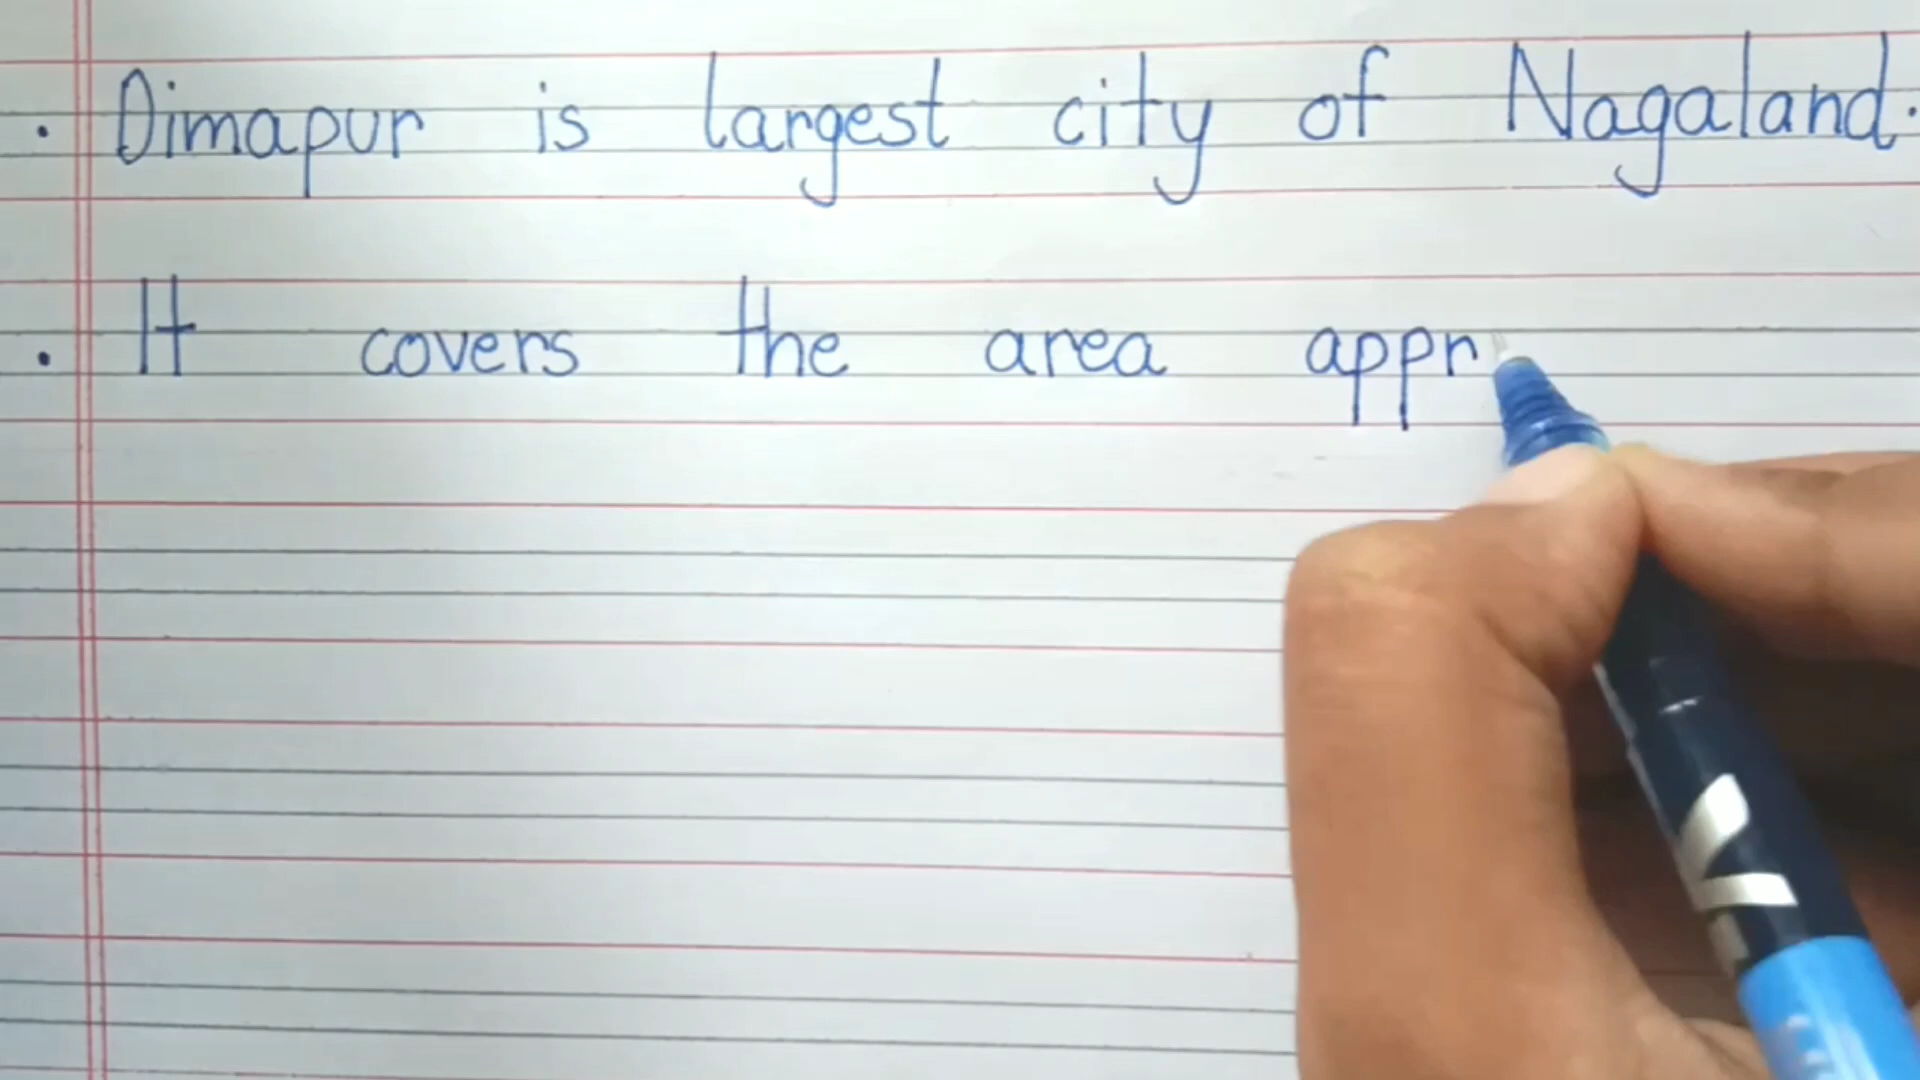 . Dimapur is largest city of Nagaland.
. It covers the area appr